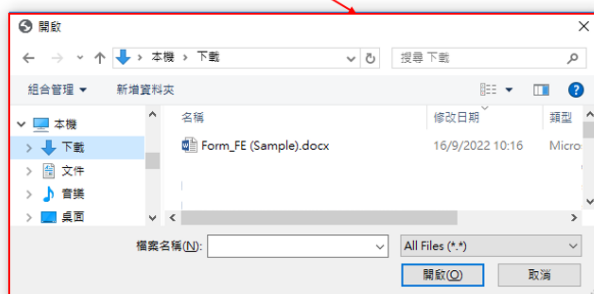 開啟
本機 › 下載
搜尋 下載
組合管理
新增資料夾
名稱
修改日期
類型
本機
下載
Form_FE (Sample).docx
16/9/2022 10:16
Micro
文件
音樂
桌面
檔案名稱(N):
All Files (*.*)
開啟(O)
取消